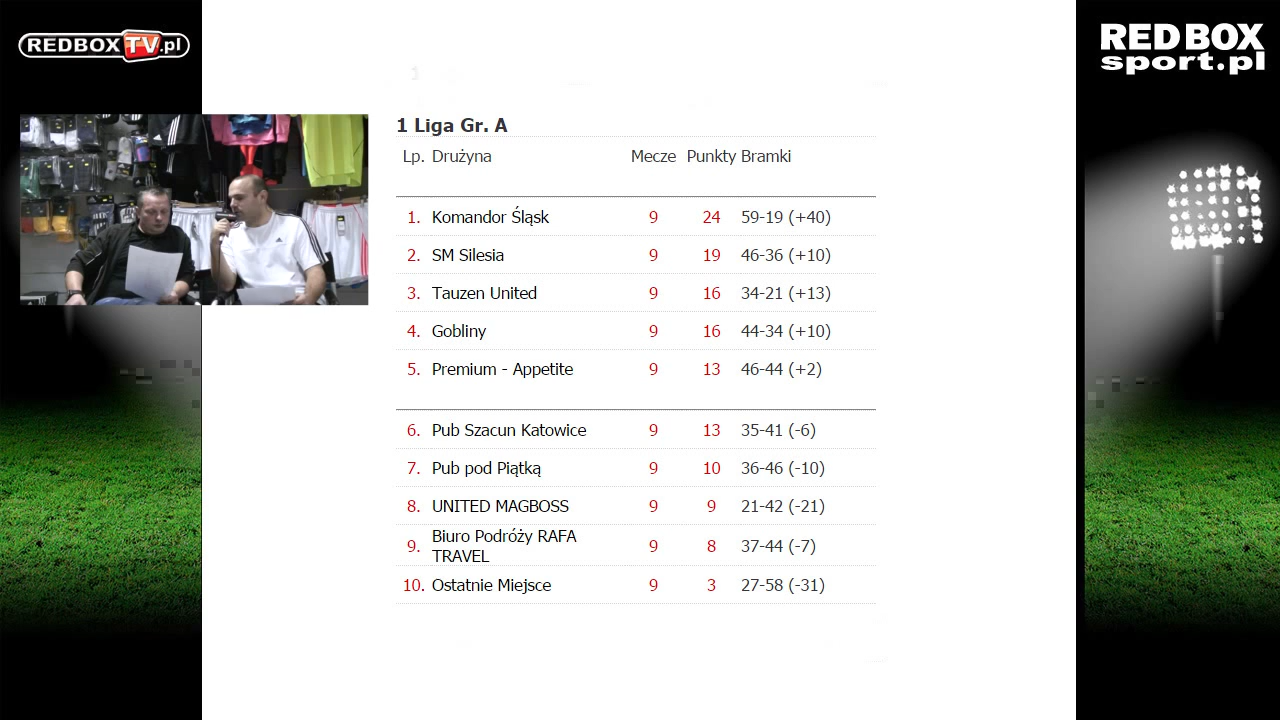 REDBOXTV.pl
RED BOX
sport.pl
1 Liga Gr. A
Lp. Drużyna Mecze Punkty Bramki
1. Komandor Śląsk 9 24 59-19 (+40)
2. SM Silesia 9 19 46-36 (+10)
3. Tauzen United 9 16 34-21 (+13)
4. Gobliny 9 16 44-34 (+10)
5. Premium - Appetite 9 13 46-44 (+2)
6. Pub Szacun Katowice 9 13 35-41 (-6)
7. Pub pod Piątką 9 10 36-46 (-10)
8. UNITED MAGBOSS 9 9 21-42 (-21)
9. Biuro Podróży RAFA
TRAVEL 9 8 37-44 (-7)
10. Ostatnie Miejsce 9 3 27-58 (-31)